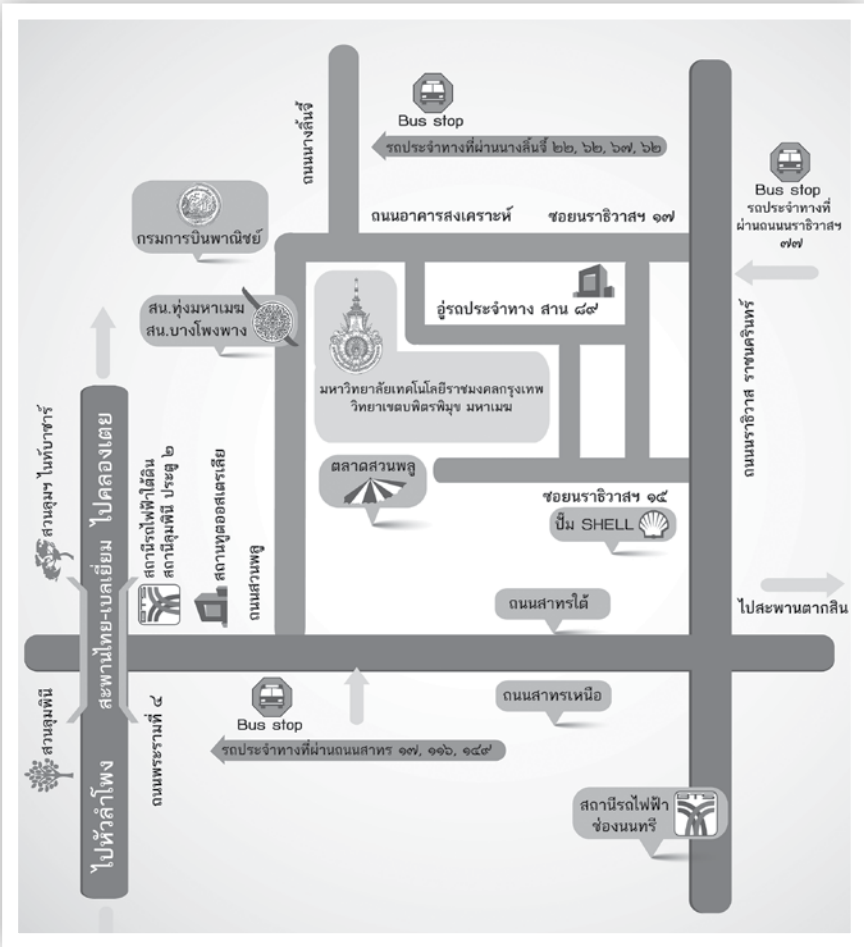 Bus stop
รถประจำทางที่ผ่านนางลิ้นจี่ ๒๒, ๖๒, ๖๗, ๖๒
ถนนนางลิ้นจี่
Bus stop
รถประจำทางที่
ผ่านถนนนราธิวาสฯ
๗๗
กรมการบินพาณิชย์
ถนนอาคารสงเคราะห์
ซอยนราธิวาสฯ ๑๗
สน.ทุ่งมหาเมฆ
สน.บางโพงพาง
อู่รถประจำทาง สาน ๘๙
มหาวิทยาลัยเทคโนโลยีราชมงคลกรุงเทพ
วิทยาเขตบพิตรพิมุข มหาเมฆ
ถนนนราธิวาส ราชนครินทร์
ตลาดสวนพลู
ซอยนราธิวาสฯ ๑๕
ปั๊ม SHELL
สวนลุมฯ ไนท์บาซาร์
ไปคลองเตย
สะพานไทย-เบลเยี่ยม
สถานีรถไฟฟ้าใต้ดิน
สถานีลุมพินี ประตู ๒
สถานทูตออสเตรเลีย
ถนนสวนพลู
ถนนสาทรใต้
ไปสะพานตากสิน
สวนลุมพินี
ถนนพระรามที่ ๔
ไปหัวลำโพง
Bus stop
รถประจำทางที่ผ่านถนนสาทร ๑๗, ๑๑๖, ๑๔๙
ถนนสาทรเหนือ
สถานีรถไฟฟ้า
ช่องนนทรี